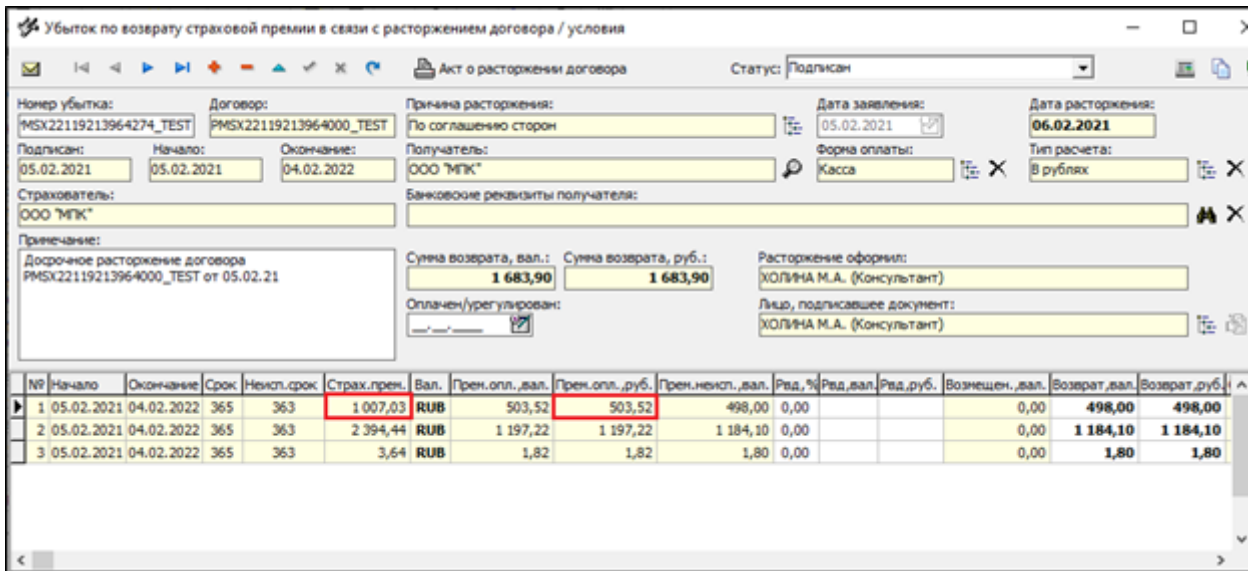 Убыток по возврату страховой премии в связи с расторжением договора / условия
Акт о расторжении договора Статус: Подписан
Номер убытка: Договор: Причина расторжения: Дата заявления: Дата расторжения:
MSX22119213964274_TEST PMSX22119213964000_TEST По соглашению сторон 05.02.2021 06.02.2021
Подписан: Начало: Окончание: Получатель: Форма оплаты: Тип расчета:
05.02.2021 05.02.2021 04.02.2022 ООО "МПК" Касса В рублях
Страхователь: Банковские реквизиты получателя:
ООО "МПК"
Примечание:
Досрочное расторжение договора Сумма возврата, вал.: Сумма возврата, руб.: Расторжение оформил:
PMSX22119213964000_TEST от 05.02.21 1 683,90 1 683,90 ХОЛИНА М.А. (Консультант)
Оплачен/урегулирован: Лицо, подписавшее документ:
__.__.____ ХОЛИНА М.А. (Консультант)
№ Начало Окончание Срок Неисп.срок Страх.прем. Вал. Прем.опл.,вал. Прем.опл.,руб. Прем.неисп.,вал. Рвд,% Рвд,вал. Рвд,руб. Возмещен.,вал. Возврат,вал. Возврат,руб.
1 05.02.2021 04.02.2022 365 363 1 007,03 RUB 503,52 503,52 498,00 0,00 0,00 498,00 498,00
2 05.02.2021 04.02.2022 365 363 2 394,44 RUB 1 197,22 1 197,22 1 184,10 0,00 0,00 1 184,10 1 184,10
3 05.02.2021 04.02.2022 365 363 3,64 RUB 1,82 1,82 1,80 0,00 0,00 1,80 1,80